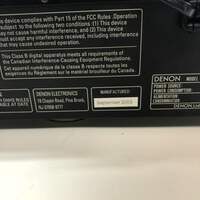 s device complies with Part 15 of the FCC Rules .Operation
subject to the following two conditions :(1) This device
may not cause harmful interference, and (2) this device
must accept any interference received, including interference
that may cause undesired operation.
This Class B digital apparatus meets all requirements of
the Canadian Interference-Causing Equipment Regulations.
Cet appareil numérique de la classe B respecte toutes les
exigences du Règlement sur le matériel brouilleur du Canada.
DENON ELECTRONICS
19 Chapin Road, Pine Brook,
MANUFACTURED
September 2003
DENON MODEL
POWER SOURCE
POWER CONSUMPTION
ALIMENTATION
CONSOMMATION